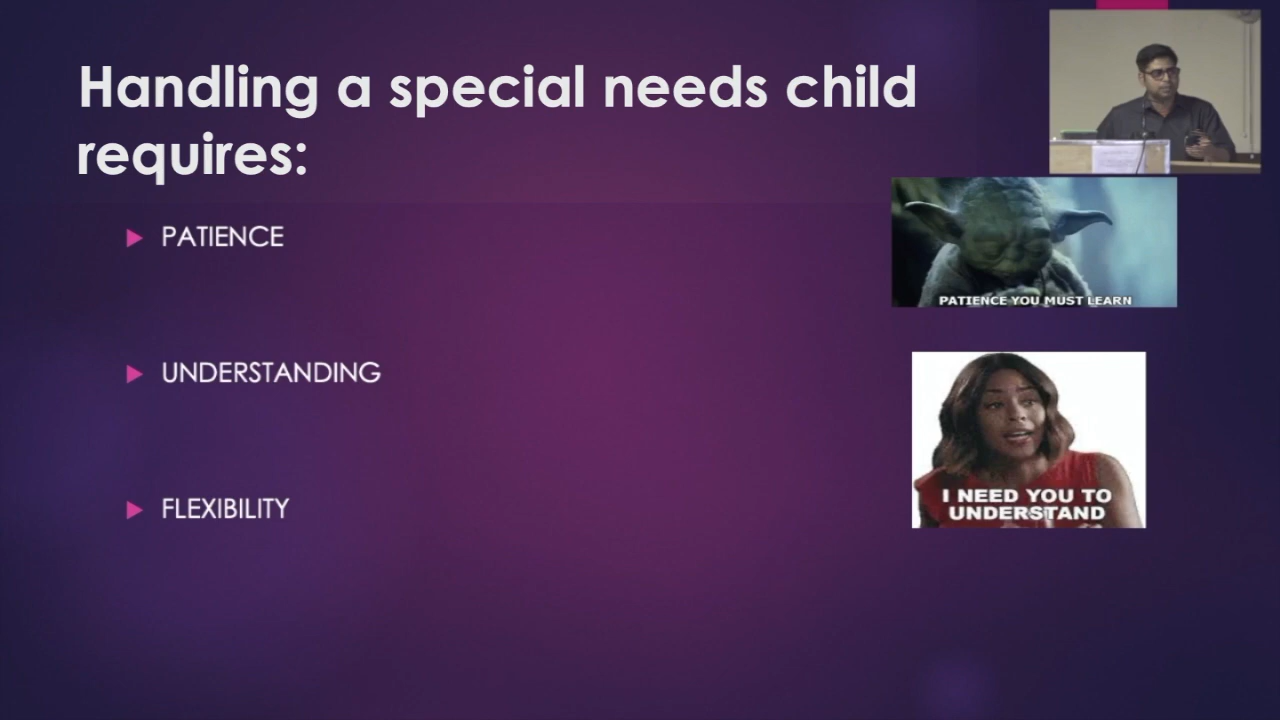 Handling a special needs child
requires:
PATIENCE
PATIENCE YOU MUST LEARN
UNDERSTANDING
I NEED YOU TO
UNDERSTAND
FLEXIBILITY